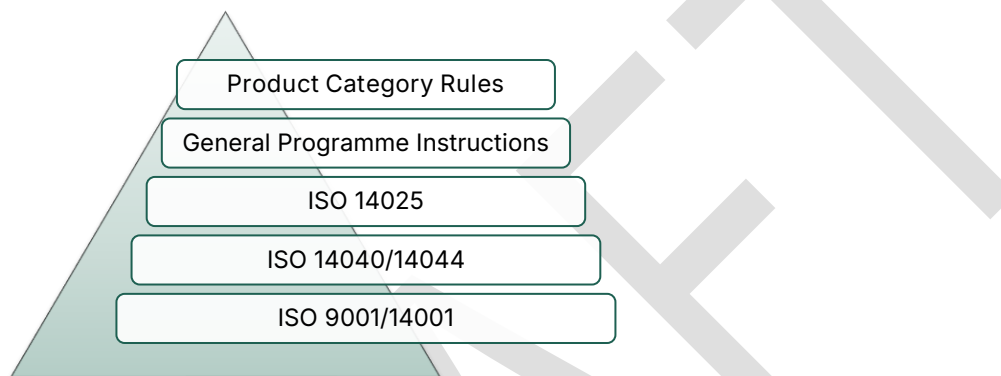 Product Category Rules
General Programme Instructions
ISO 14025
ISO 14040/14044
ISO 9001/14001